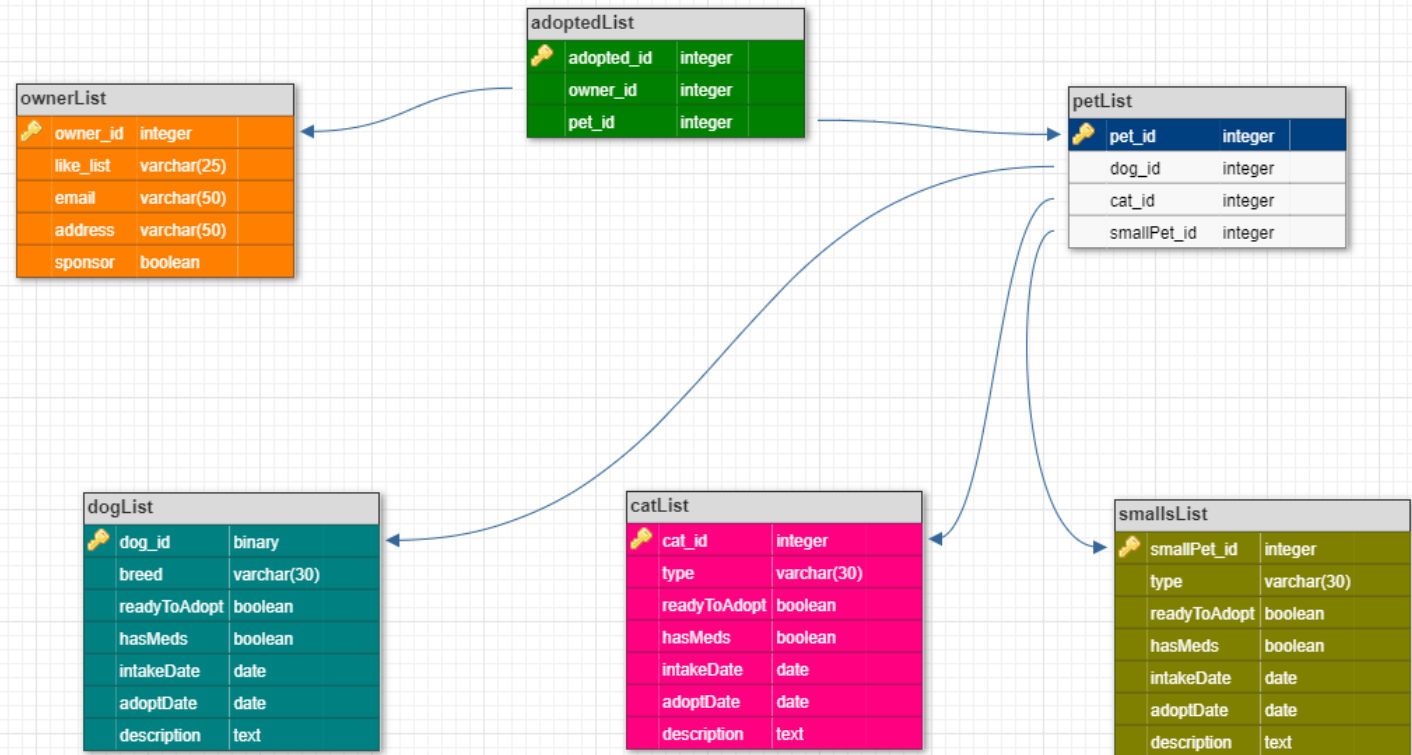 adoptedList
adopted_id integer
owner_id integer
pet_id integer
ownerList
owner_id integer
like_list varchar(25)
email varchar(50)
address varchar(50)
sponsor boolean
petList
pet_id integer
dog_id integer
cat_id integer
smallPet_id integer
dogList
dog_id binary
breed varchar(30)
readyToAdopt boolean
hasMeds boolean
intakeDate date
adoptDate date
description text
catList
cat_id integer
type varchar(30)
readyToAdopt boolean
hasMeds boolean
intakeDate date
adoptDate date
description text
smallsList
smallPet_id integer
type varchar(30)
readyToAdopt boolean
hasMeds boolean
intakeDate date
adoptDate date
description text